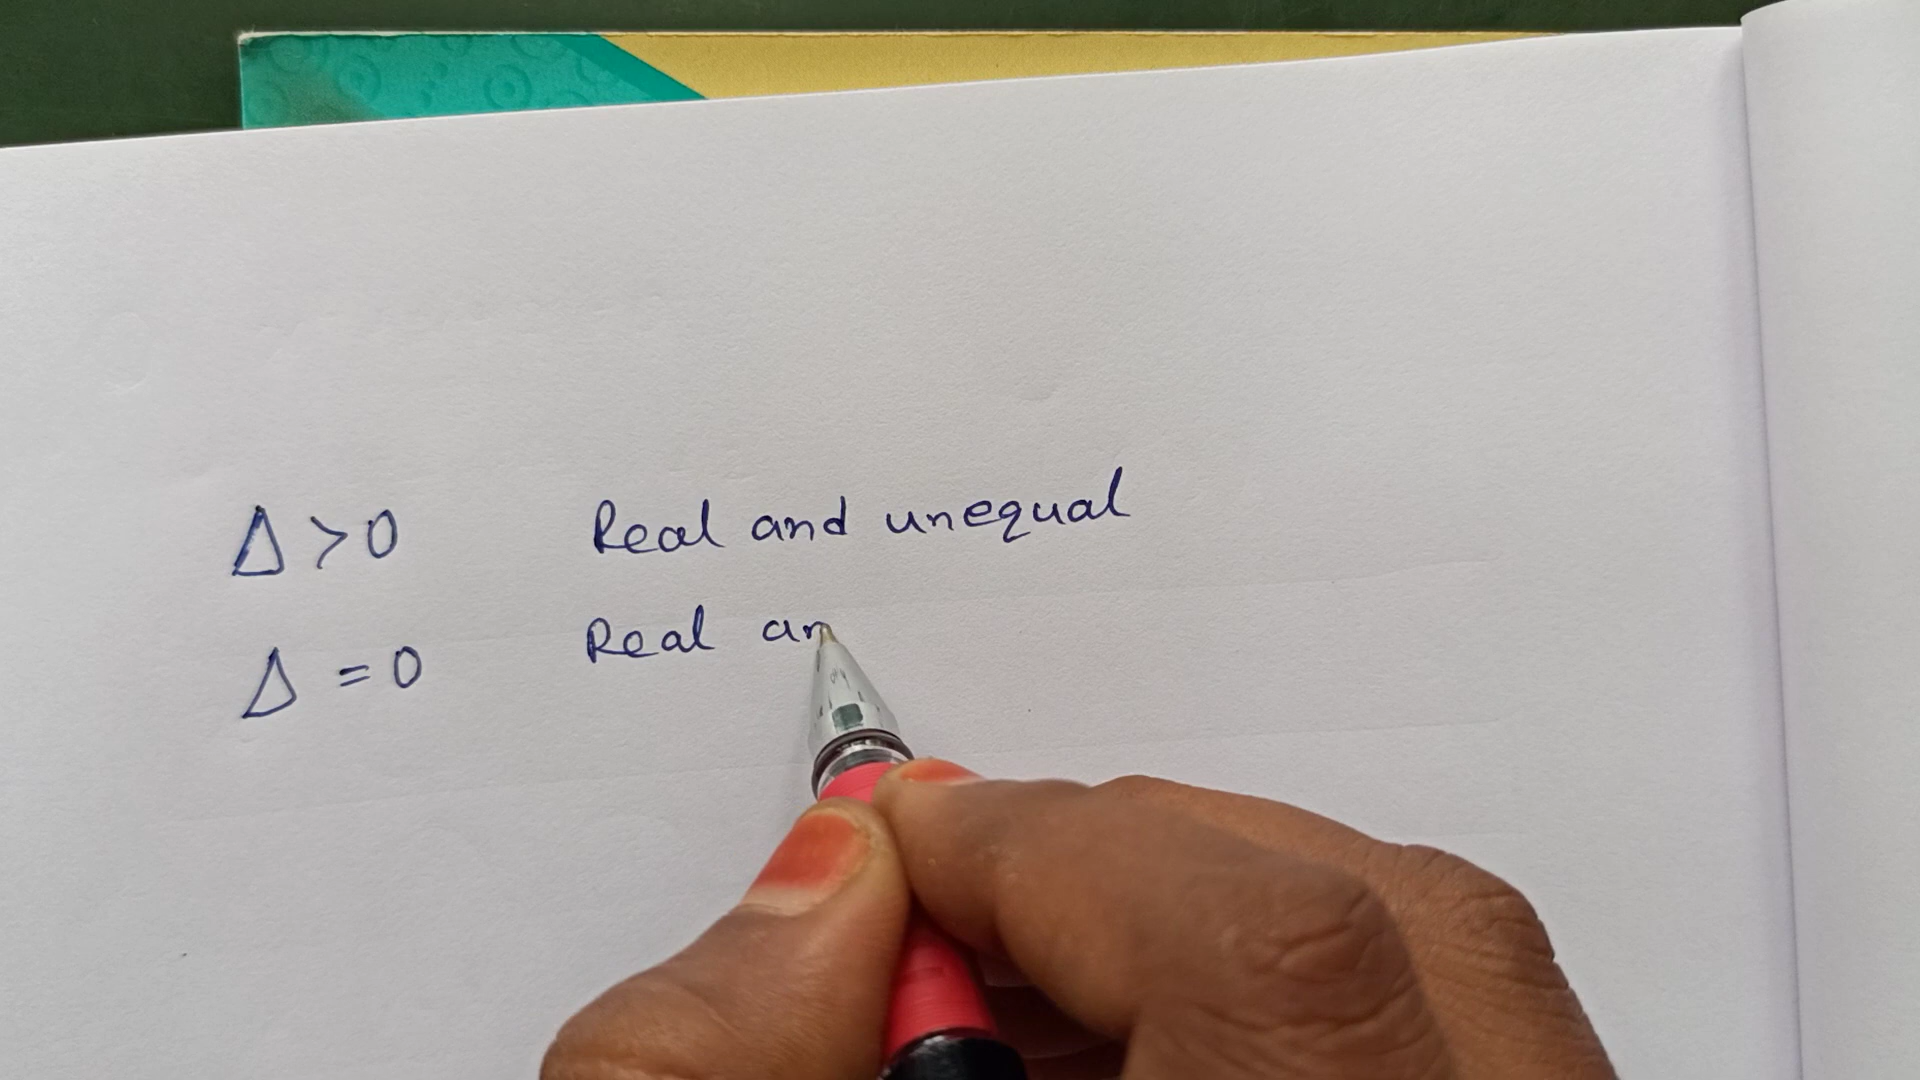 Δ > 0 Real and unequal
Δ = 0 Real an